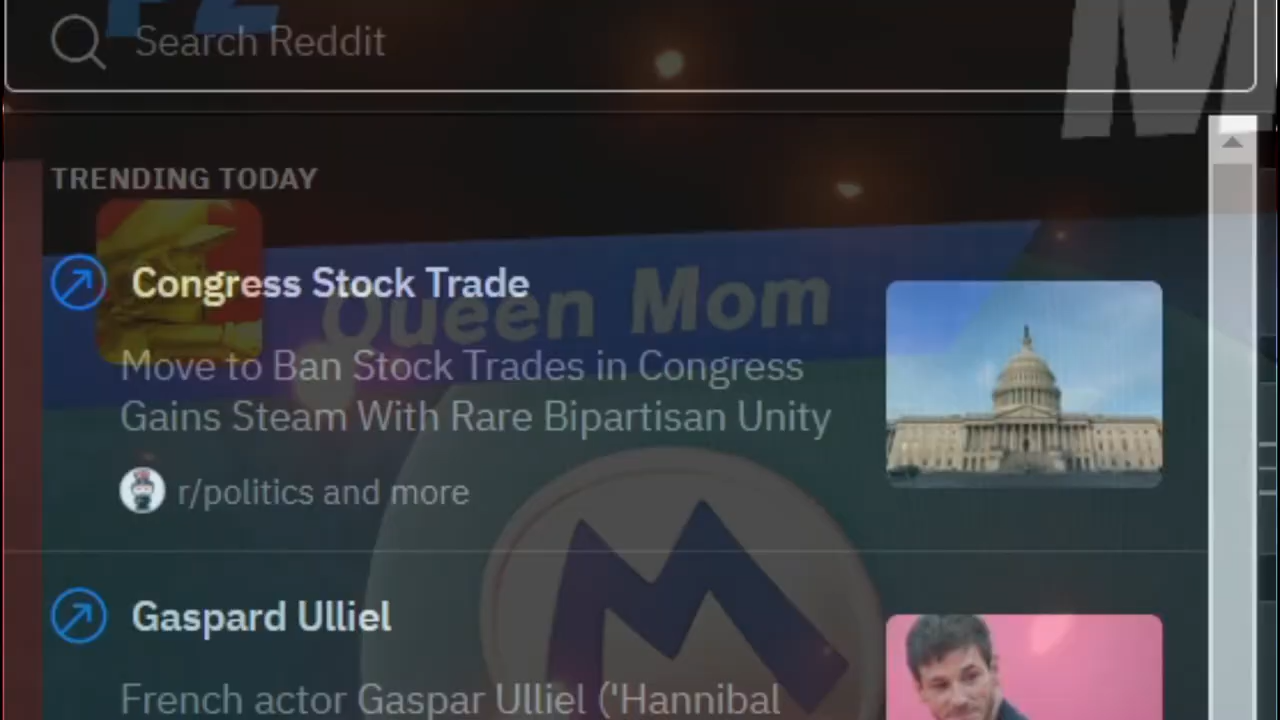 P2
Search Reddit
M
TRENDING TODAY
Congress Stock Trade
Queen Mom
Move to Ban Stock Trades in Congress
Gains Steam With Rare Bipartisan Unity
r/politics and more
M
Gaspard Ulliel
French actor Gaspar Ulliel ('Hannibal